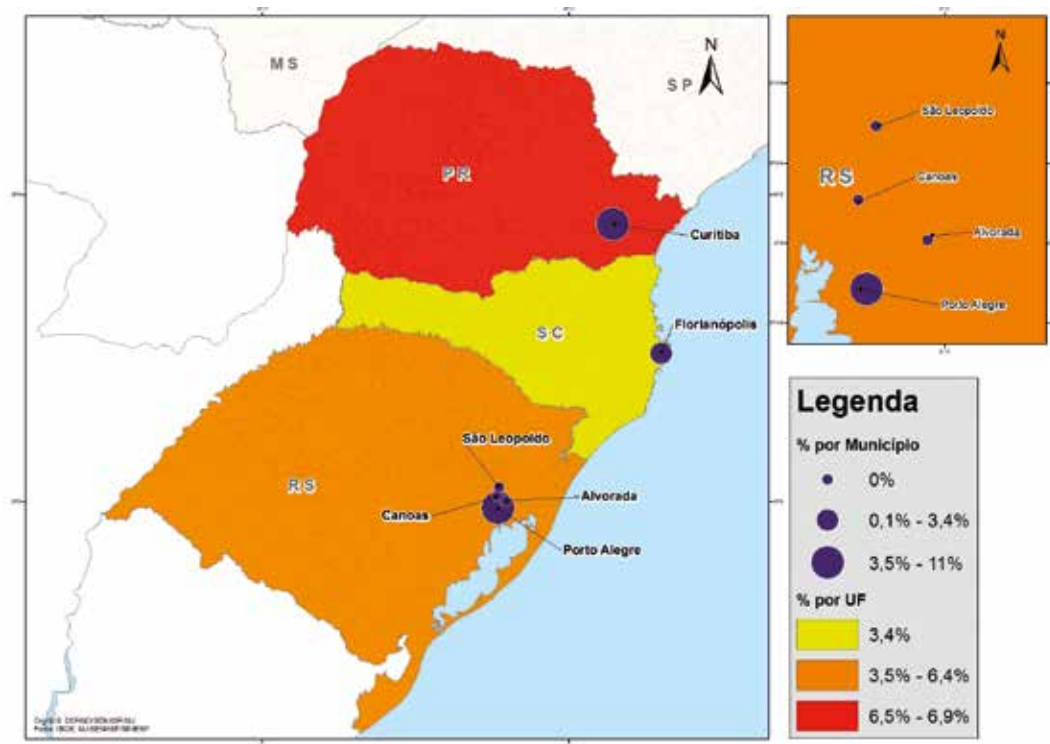 MS
SP
N
PR
Curitiba
SC
Florianópolis
São Leopoldo
RS
Canoas
Alvorada
Porto Alegre
N
São Leopoldo
RS
Canoas
Alvorada
Porto Alegre
Legenda
% por Município
0%
0,1% - 3,4%
3,5% - 11%
% por UF
3,4%
3,5% - 6,4%
6,5% - 6,9%